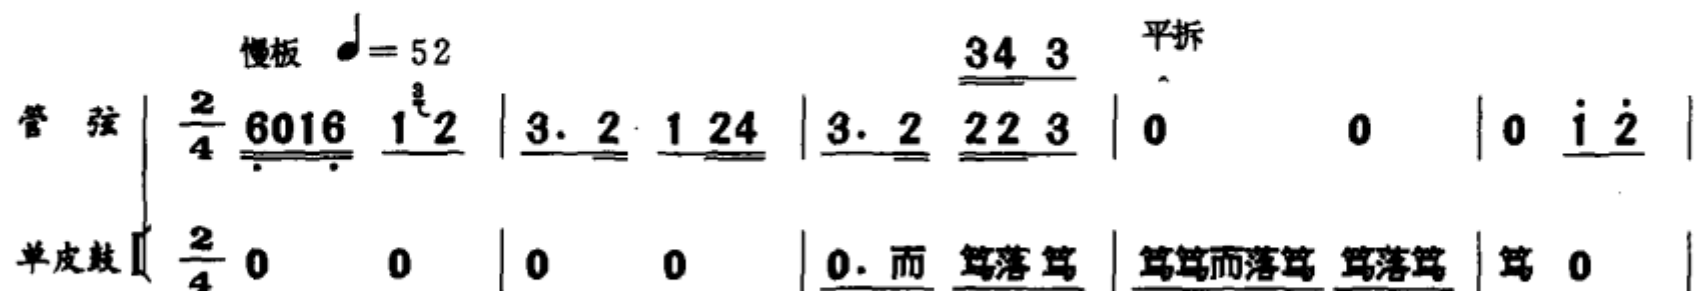 慢板 ♩= 52 34 3 平拆
管 弦 2/4 6016 1 3 2 | 3. 2 1 24 | 3. 2 22 3 | 0 0 | 0 1 2 |
单皮鼓 2/4 0 0 | 0 0 | 0. 而 笃落 笃 | 笃笃而落笃 笃落笃 | 笃 0